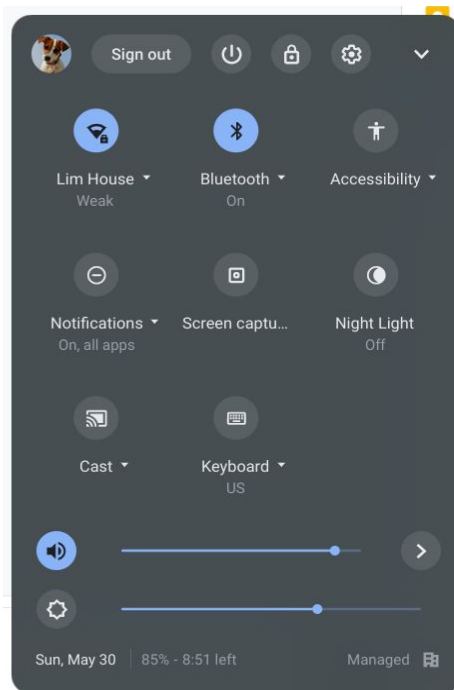 Sign out
Lim House
Weak
Bluetooth
On
Accessibility
Notifications
On, all apps
Screen captu...
Night Light
Off
Cast
Keyboard
US
Sun, May 30
85% - 8:51 left
Managed